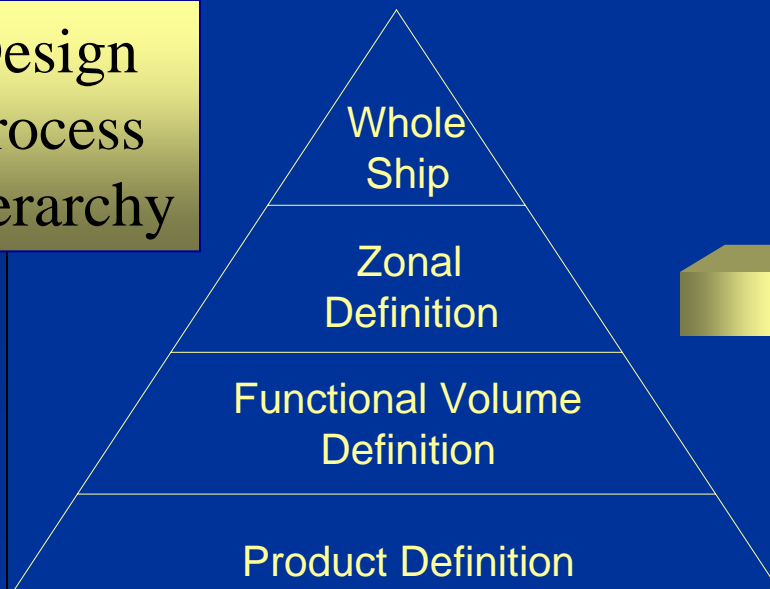 esign
rocess
erarchy
Whole
Ship
Zonal
Definition
Functional Volume
Definition
Product Definition